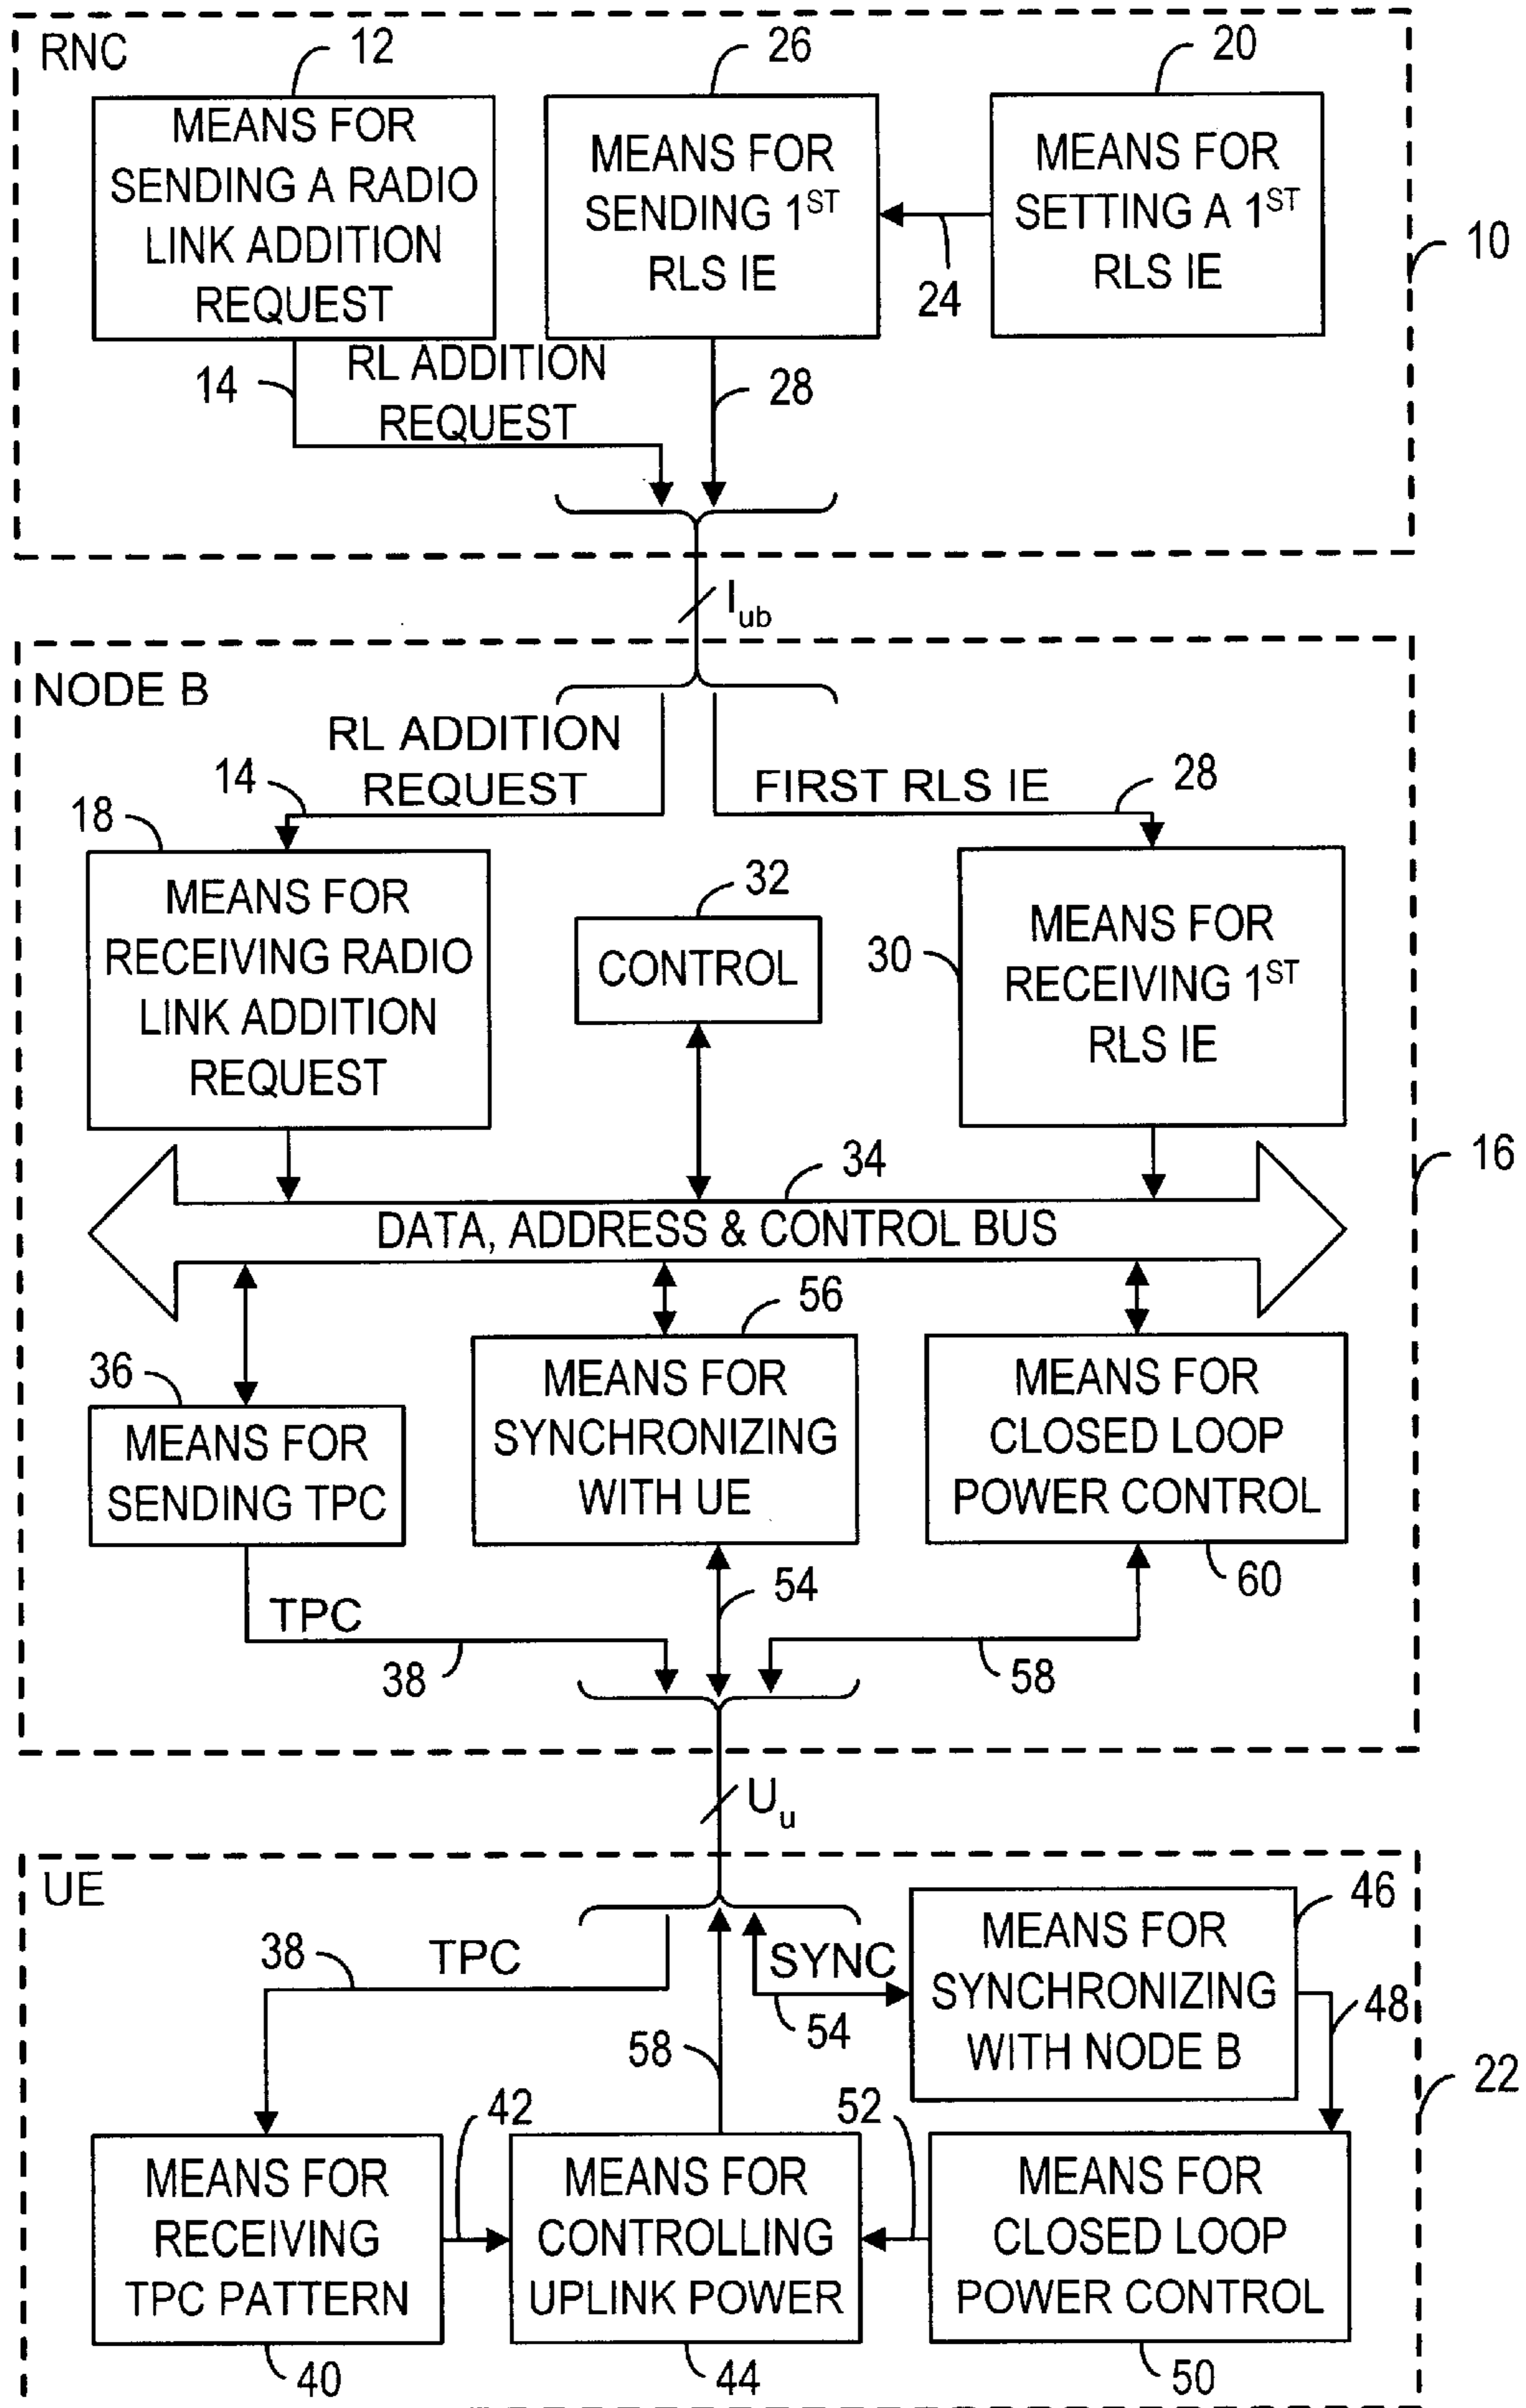 RNC
12
26
20
MEANS FOR
SENDING A RADIO
LINK ADDITION
REQUEST
MEANS FOR
SENDING 1ST
RLS IE
MEANS FOR
SETTING A 1ST
RLS IE
24
10
14
RL ADDITION
REQUEST
28
Iub
NODE B
RL ADDITION
REQUEST
14
FIRST RLS IE
28
18
MEANS FOR
RECEIVING RADIO
LINK ADDITION
REQUEST
32
CONTROL
30
MEANS FOR
RECEIVING 1ST
RLS IE
16
34
DATA, ADDRESS & CONTROL BUS
36
MEANS FOR
SENDING TPC
56
MEANS FOR
SYNCHRONIZING
WITH UE
MEANS FOR
CLOSED LOOP
POWER CONTROL
60
TPC
38
54
58
Uu
UE
38
TPC
SYNC
54
46
MEANS FOR
SYNCHRONIZING
WITH NODE B
48
22
58
42
52
MEANS FOR
RECEIVING
TPC PATTERN
40
MEANS FOR
CONTROLLING
UPLINK POWER
44
MEANS FOR
CLOSED LOOP
POWER CONTROL
50